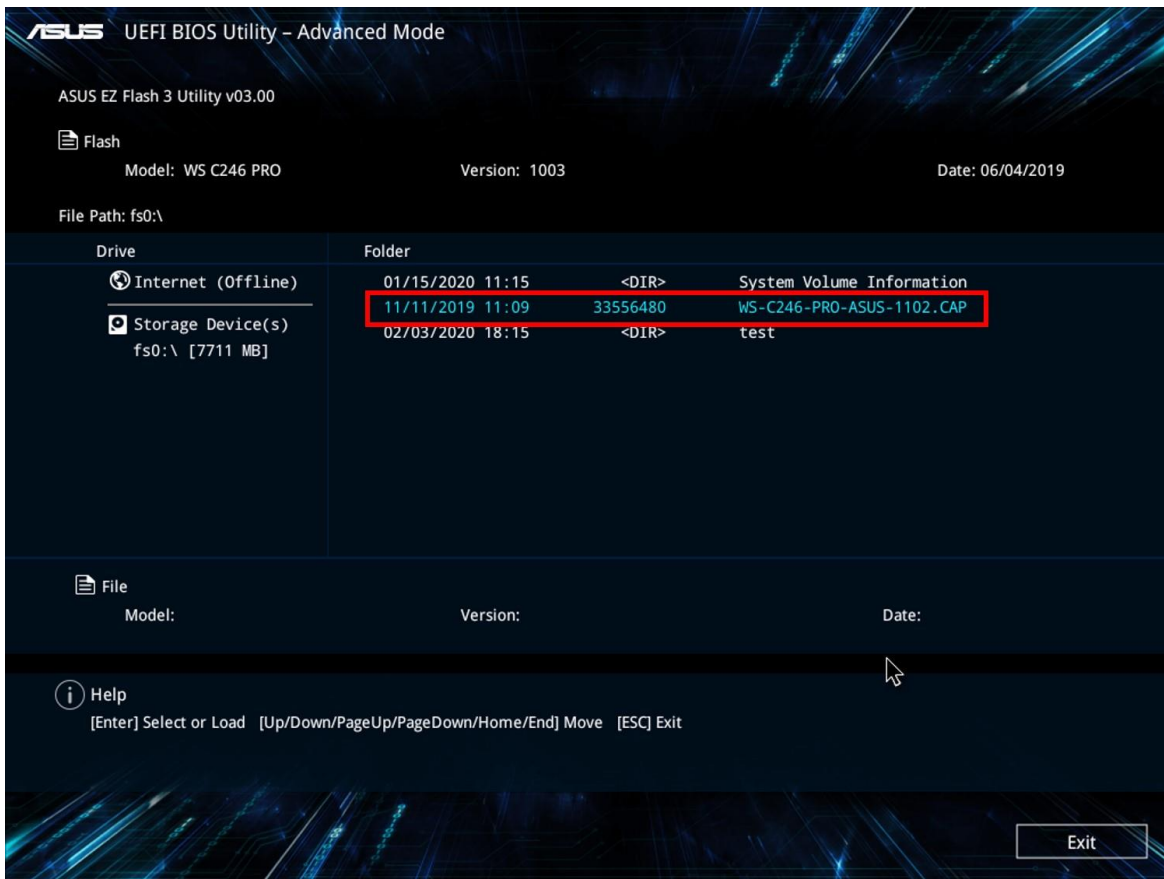 ASUS UEFI BIOS Utility – Advanced Mode
ASUS EZ Flash 3 Utility v03.00
Flash
Model: WS C246 PRO Version: 1003 Date: 06/04/2019
File Path: fs0:\
Drive Folder
Internet (Offline) 01/15/2020 11:15 <DIR> System Volume Information
11/11/2019 11:09 33556480 WS-C246-PRO-ASUS-1102.CAP
Storage Device(s) 02/03/2020 18:15 <DIR> test
fs0:\ [7711 MB]
File
Model: Version: Date:
Help
[Enter] Select or Load [Up/Down/PageUp/PageDown/Home/End] Move [ESC] Exit
Exit